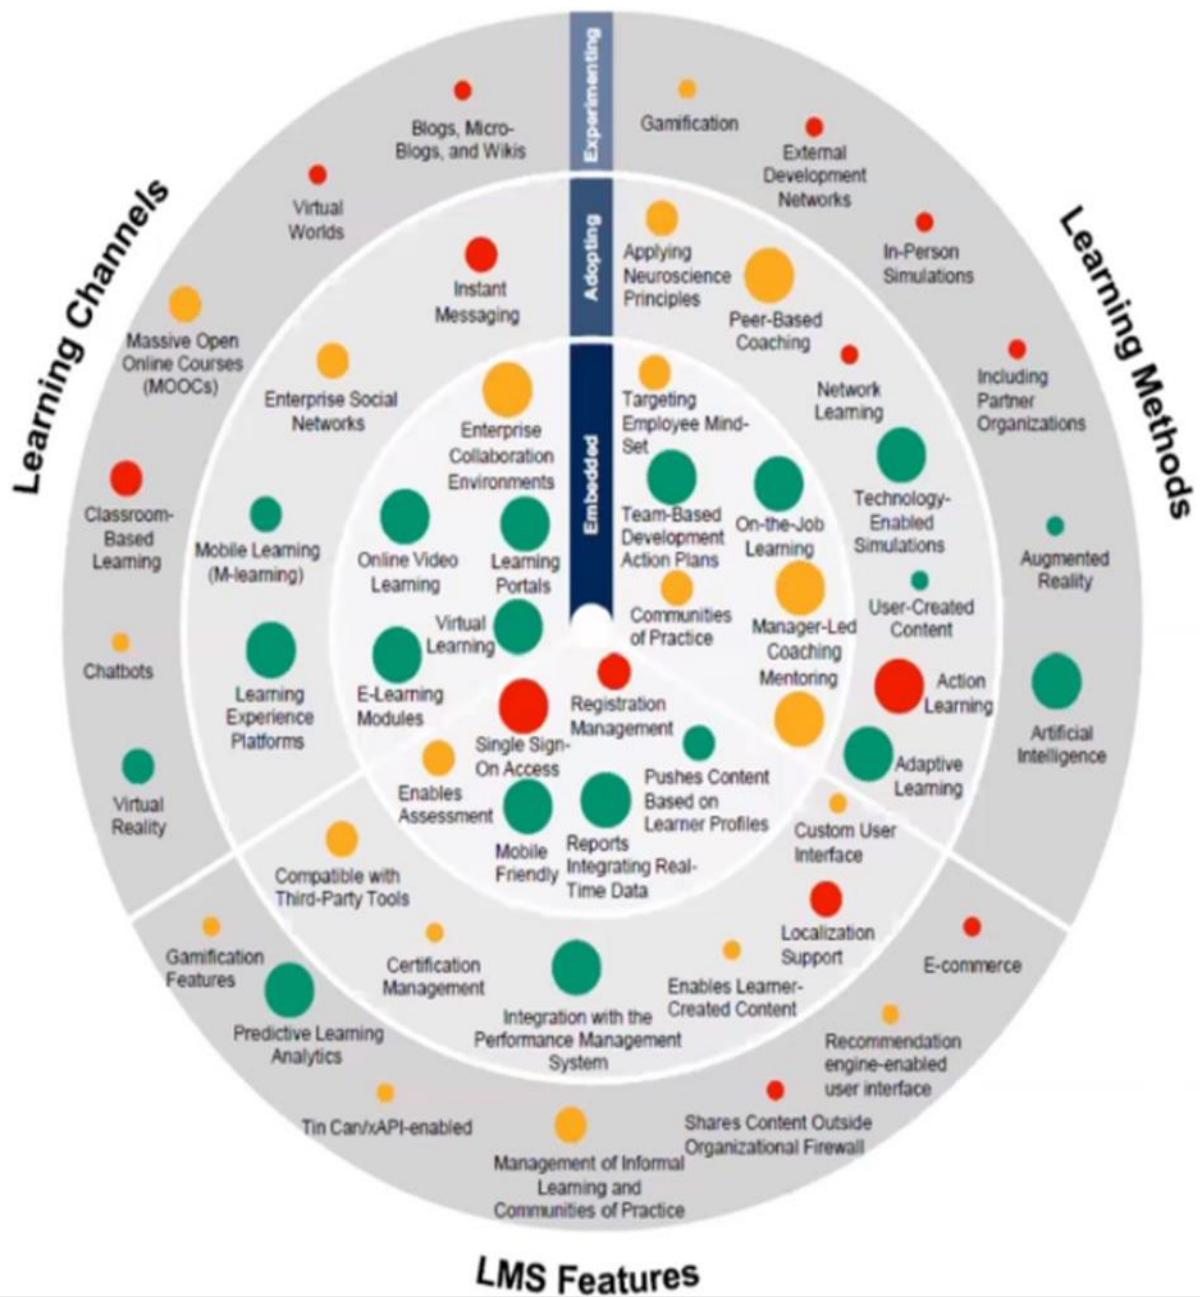 Experimenting
Adopting
Embedded
Learning Channels
Blogs, Micro-
Blogs, and Wikis
Virtual
Worlds
Instant
Messaging
Massive Open
Online Courses
(MOOCs)
Enterprise Social
Networks
Enterprise
Collaboration
Environments
Classroom-
Based
Learning
Mobile Learning
(M-learning)
Online Video
Learning
Learning
Portals
Virtual
Learning
Chatbots
Learning
Experience
Platforms
E-Learning
Modules
Virtual
Reality
Learning Methods
Gamification
External
Development
Networks
In-Person
Simulations
Applying
Neuroscience
Principles
Peer-Based
Coaching
Including
Partner
Organizations
Network
Learning
Targeting
Employee Mind-
Set
Technology-
Enabled
Simulations
Team-Based
Development
Action Plans
On-the-Job
Learning
Augmented
Reality
User-Created
Content
Communities
of Practice
Manager-Led
Coaching
Mentoring
Action
Learning
Artificial
Intelligence
Adaptive
Learning
Registration
Management
Single Sign-
On Access
Enables
Assessment
Pushes Content
Based on
Learner Profiles
Mobile
Friendly
Reports
Integrating Real-
Time Data
Custom User
Interface
Compatible with
Third-Party Tools
Localization
Support
Certification
Management
Enables Learner-
Created Content
Integration with the
Performance Management
System
Gamification
Features
E-commerce
Predictive Learning
Analytics
Recommendation
engine-enabled
user interface
Tin Can/xAPI-enabled
Shares Content Outside
Organizational Firewall
Management of Informal
Learning and
Communities of Practice
LMS Features